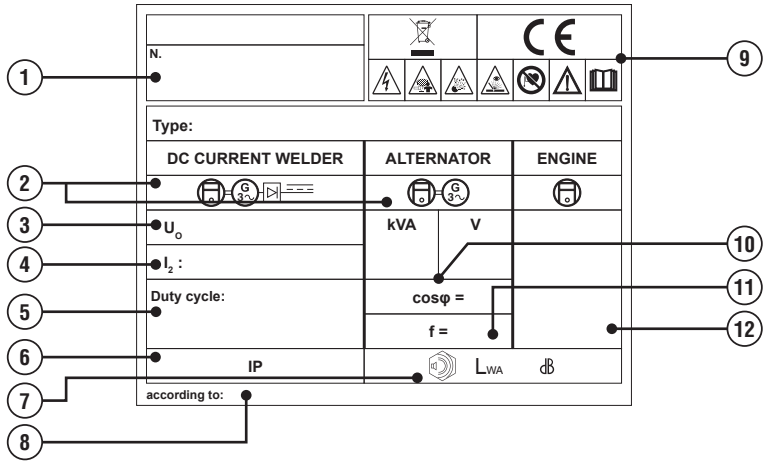 N.
CE
Type:
DC CURRENT WELDER ALTERNATOR ENGINE
G 3~
G 3~
U₀ kVA V
I₂ :
Duty cycle: cosφ =
f =
IP LWA dB
according to:
1
2
3
4
5
6
7
8
9
10
11
12